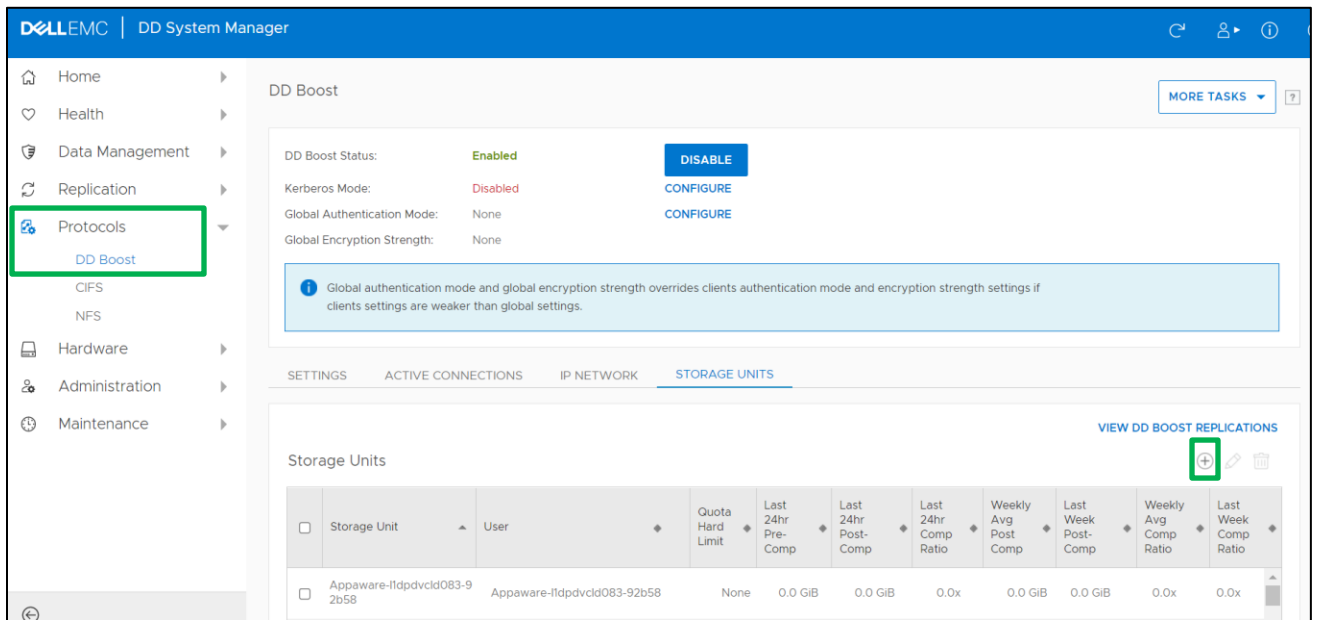 DELLEMC | DD System Manager
Home
Health
Data Management
Replication
Protocols
DD Boost
CIFS
NFS
Hardware
Administration
Maintenance
DD Boost
MORE TASKS
?
DD Boost Status: Enabled DISABLE
Kerberos Mode: Disabled CONFIGURE
Global Authentication Mode: None CONFIGURE
Global Encryption Strength: None
Global authentication mode and global encryption strength overrides clients authentication mode and encryption strength settings if
clients settings are weaker than global settings.
SETTINGS ACTIVE CONNECTIONS IP NETWORK STORAGE UNITS
VIEW DD BOOST REPLICATIONS
Storage Units
Storage Unit
User
Quota
Hard
Limit
Last
24hr
Pre-
Comp
Last
24hr
Post-
Comp
Last
24hr
Comp
Ratio
Weekly
Avg
Post
Comp
Last
Week
Post-
Comp
Weekly
Avg
Comp
Ratio
Last
Week
Comp
Ratio
Appaware-l1dpdvcld083-9
2b58
Appaware-l1dpdvcld083-92b58 None 0.0 GiB 0.0 GiB 0.0x 0.0 GiB 0.0 GiB 0.0x 0.0x